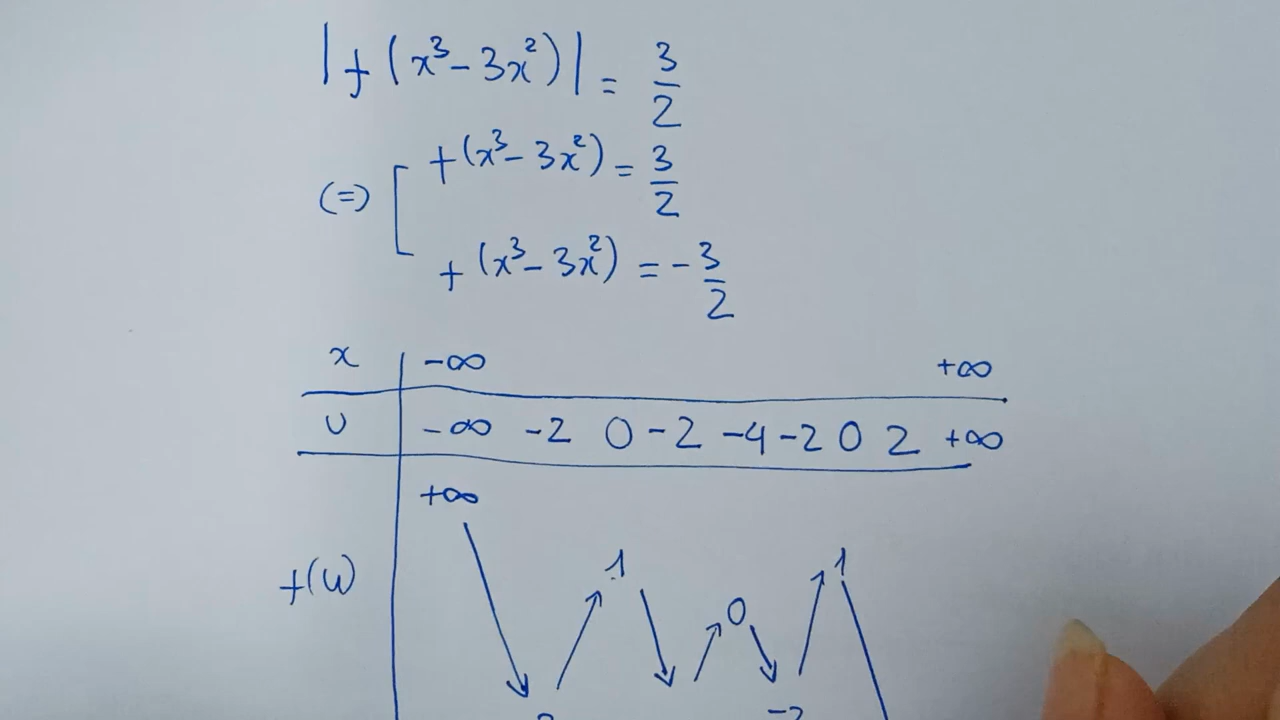 |f(x³-3x²)| = 3/2
(=) [ f(x³-3x²) = 3/2
f(x³-3x²) = -3/2
x | -∞ +∞
u | -∞ -2 0 -2 -4 -2 0 2 +∞
+∞
1 1
f(u) 0